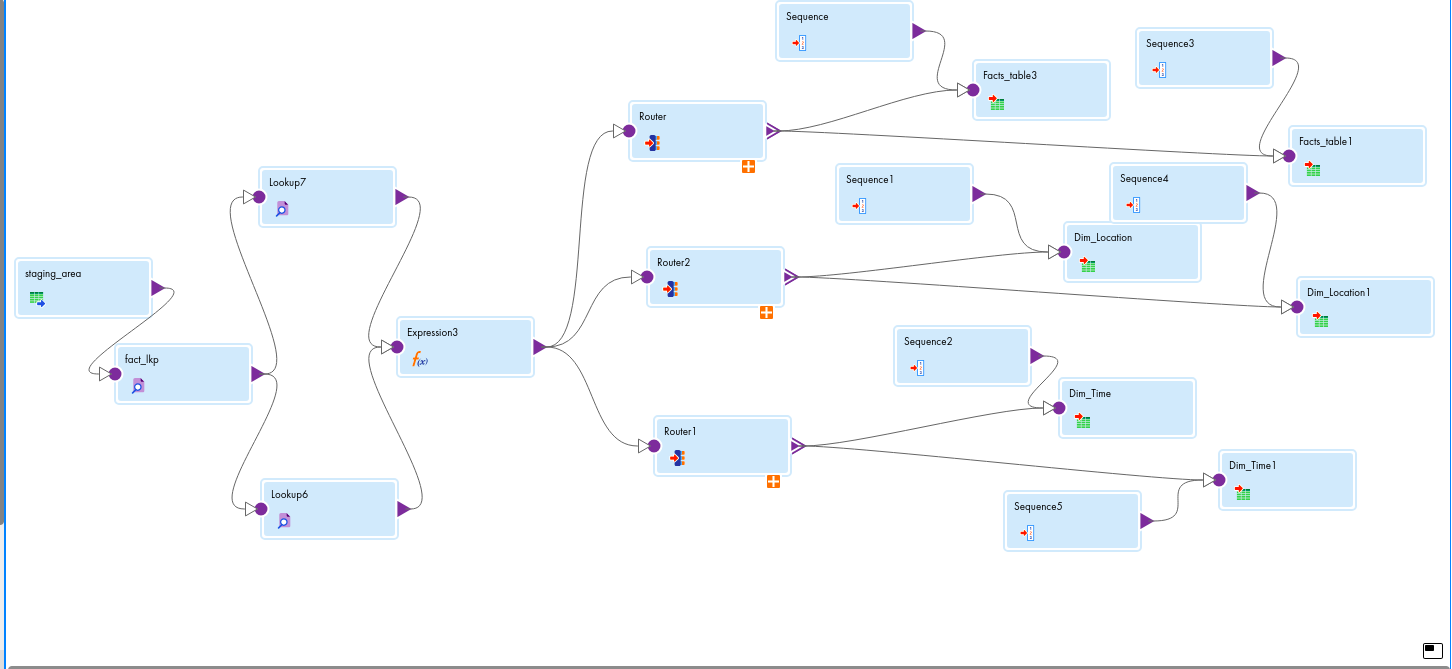 Sequence
Sequence3
Facts_table3
Router
Facts_table1
Lookup7
Sequence1
Sequence4
Dim_Location
Router2
staging_area
Dim_Location1
Expression3
Sequence2
fact_lkp
Dim_Time
Router1
Dim_Time1
Lookup6
Sequence5
f(x)